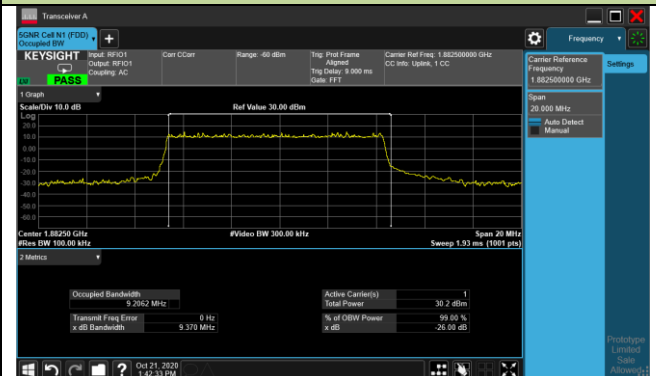 Transceiver A
5GNR Cell N1 (FDD)
Occupied BW
Frequency
KEYSIGHT
LXI
PASS
Input: RFIO1
Output: RFIO1
Coupling: AC
Corr CCorr
Range: -60 dBm
Trig: Prot Frame
Aligned
Trig Delay: 9.000 ms
Gate: FFT
Carrier Ref Freq: 1.882500000 GHz
CC Info: Uplink, 1 CC
Carrier Reference
Frequency
1.882500000 GHz
Settings
Span
20.000 MHz
Auto Detect
Manual
1 Graph
Scale/Div 10.0 dB
Ref Value 30.00 dBm
Log
20.0
10.0
0.00
-10.0
-20.0
-30.0
-40.0
-50.0
-60.0
Center 1.88250 GHz
#Video BW 300.00 kHz
Span 20 MHz
#Res BW 100.00 kHz
Sweep 1.93 ms (1001 pts)
2 Metrics
Occupied Bandwidth
9.2062 MHz
Active Carrier(s) 1
Total Power 30.2 dBm
Transmit Freq Error 0 Hz
x dB Bandwidth 9.370 MHz
% of OBW Power 99.00 %
x dB -26.00 dB
Prototype
Limited
Sale
Allowed
?
Oct 21, 2020
1:42:33 PM